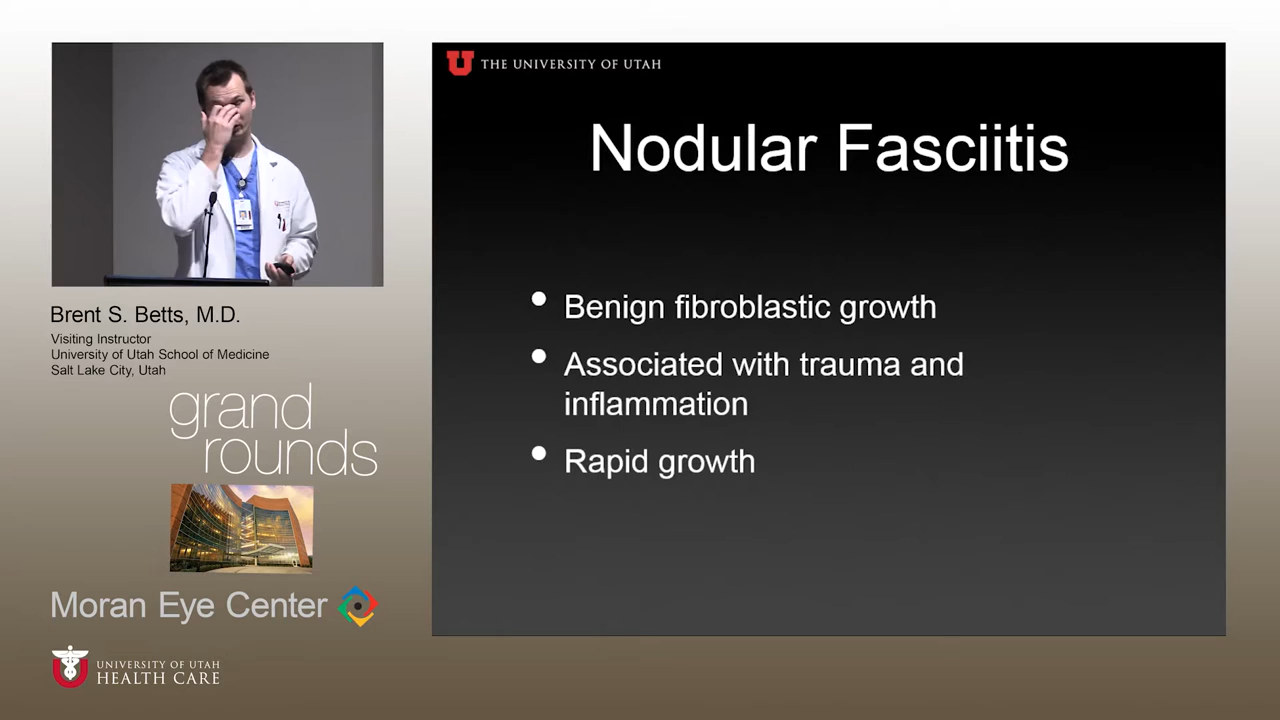 Brent S. Betts, M.D.
Visiting Instructor
University of Utah School of Medicine
Salt Lake City, Utah
grand
rounds
Moran Eye Center
UNIVERSITY OF UTAH
HEALTH CARE
THE UNIVERSITY OF UTAH
Nodular Fasciitis
• Benign fibroblastic growth
• Associated with trauma and
inflammation
• Rapid growth